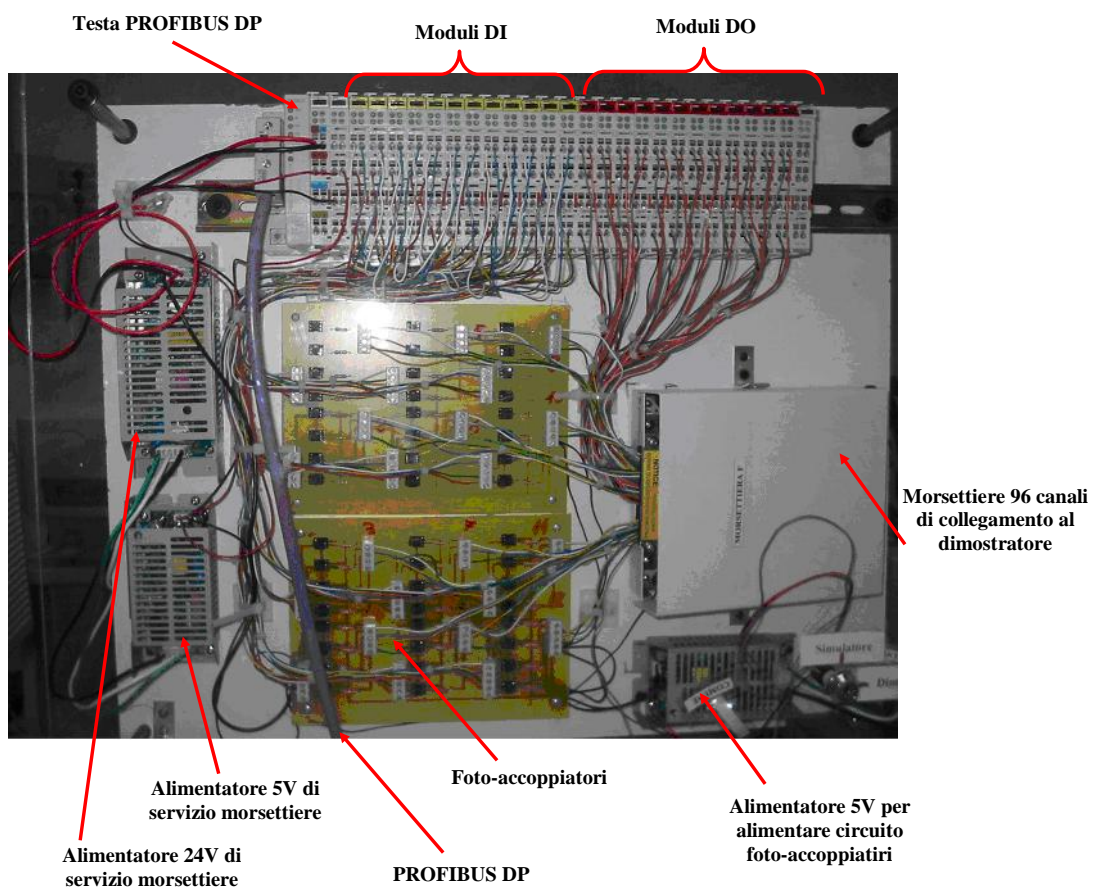 Testa PROFIBUS DP
Moduli DI
Moduli DO
MORSETTIERA F
NOTICE
Simulatore
Morsettiere 96 canali
di collegamento al
dimostratore
Foto-accoppiatori
Alimentatore 5V di
servizio morsettiere
Alimentatore 5V per
alimentare circuito
foto-accoppiatiri
Alimentatore 24V di
servizio morsettiere
PROFIBUS DP